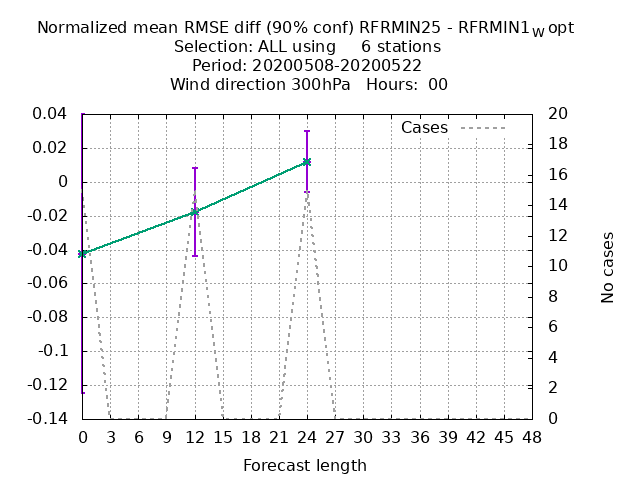 Normalized mean RMSE diff (90% conf) RFRMIN25 - RFRMIN1wopt
Selection: ALL using 6 stations
Period: 20200508-20200522
Wind direction 300hPa Hours: 00
Cases
0.04
0.02
0
-0.02
-0.04
-0.06
-0.08
-0.1
-0.12
-0.14
20
18
16
14
12
10
8
6
4
2
0
No cases
0 3 6 9 12 15 18 21 24 27 30 33 36 39 42 45 48
Forecast length